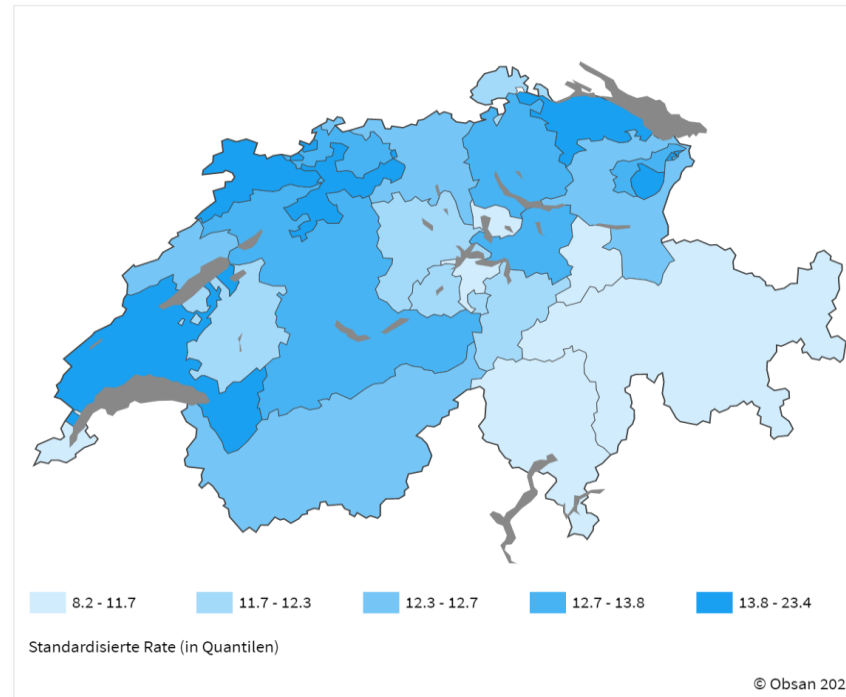 8.2 - 11.7 11.7 - 12.3 12.3 - 12.7 12.7 - 13.8 13.8 - 23.4
Standardisierte Rate (in Quantilen)
© Obsan 202